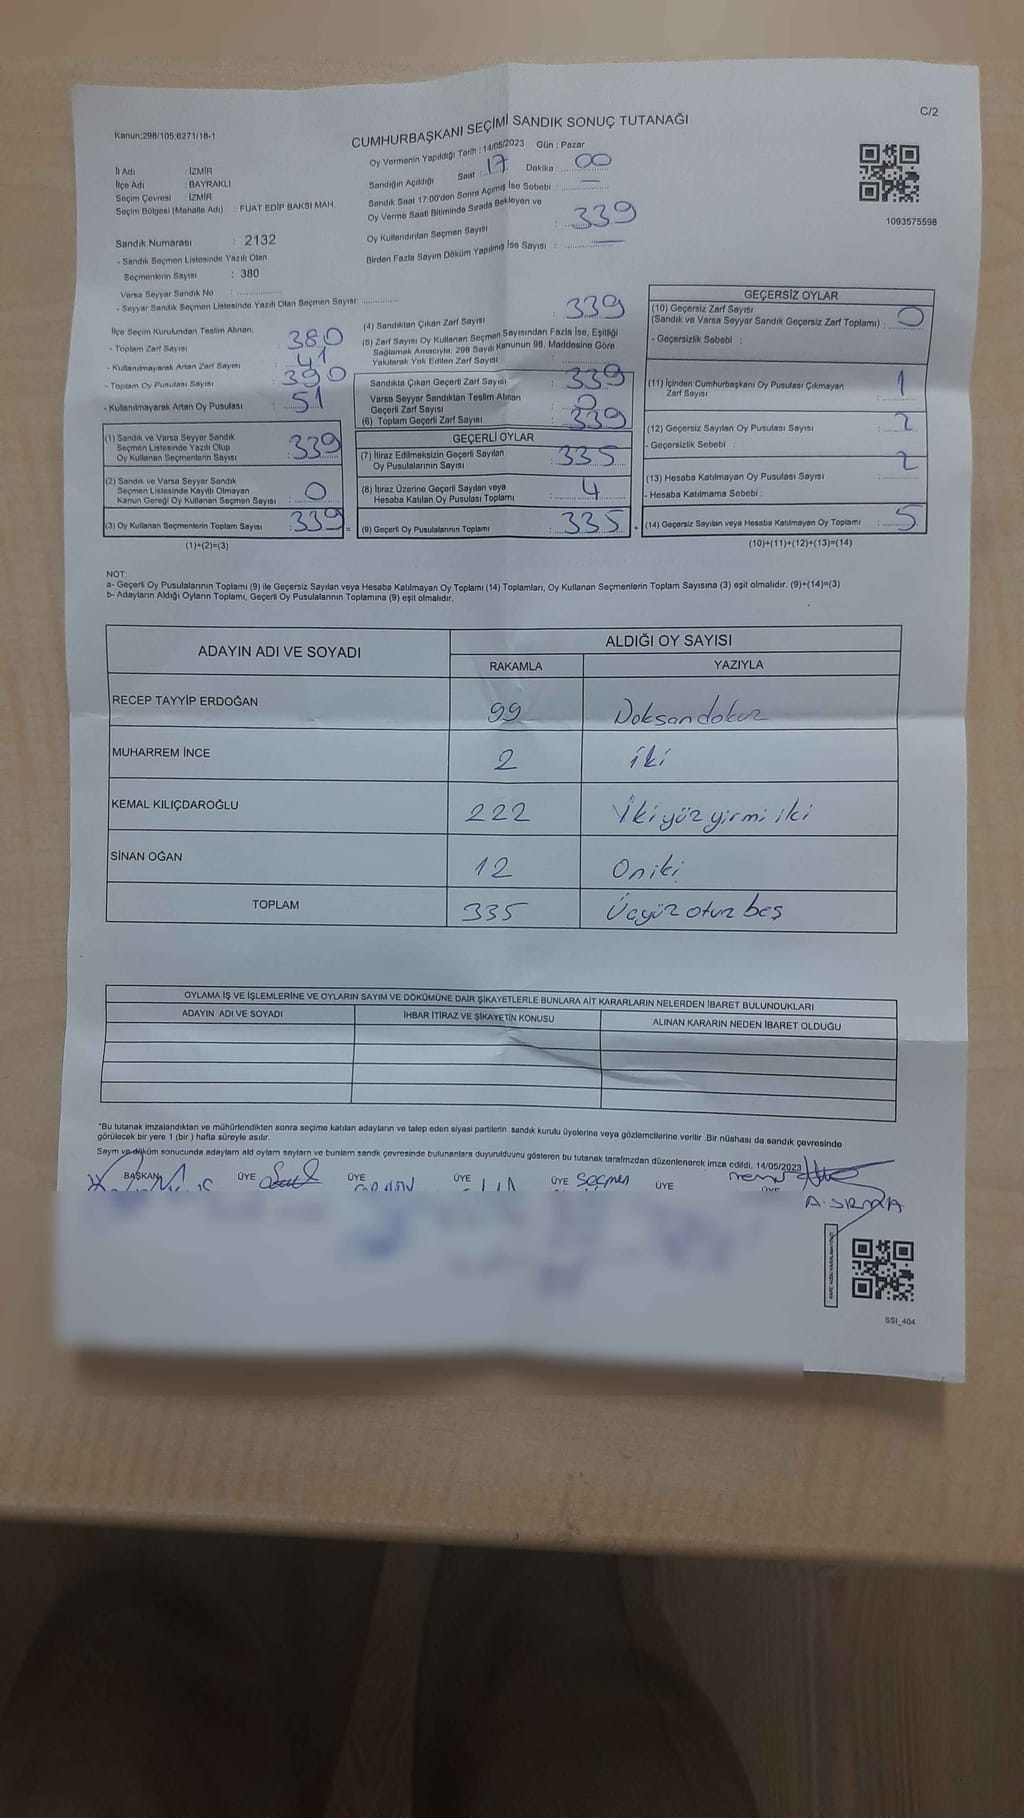 Kanun:298/105;6271/18-1
CUMHURBAŞKANI SEÇİMİ SANDIK SONUÇ TUTANAĞI
C/2
İl Adı : İZMİR
İlçe Adı : BAYRAKLI
Seçim Çevresi : İZMİR
Seçim Bölgesi (Mahalle Adı) : FUAT EDİP BAKSI MAH.
Sandık Numarası : 2132
- Sandık Seçmen Listesinde Yazılı Olan
Seçmenlerin Sayısı : 380
Varsa Seyyar Sandık No :
- Seyyar Sandık Seçmen Listesinde Yazılı Olan Seçmen Sayısı
Oy Vermenin Yapıldığı Tarih : 14/05/2023 Gün : Pazar
Sandığın Açıldığı Saat : 17 Dakika : 00
Sandık Saat 17:00'den Sonra Açılmış İse Sebebi : —
Oy Verme Saati Bitiminde Sırada Bekleyen ve
Oy Kullandırılan Seçmen Sayısı : 339
Birden Fazla Sayım Döküm Yapılmış İse Sayısı : —
1093575598
İlçe Seçim Kurulundan Teslim Alınan;
- Toplam Zarf Sayısı : 380
- Kullanılmayarak Artan Zarf Sayısı : 41
- Toplam Oy Pusulası Sayısı : 390
- Kullanılmayarak Artan Oy Pusulası : 51
(1) Sandık ve Varsa Seyyar Sandık
Seçmen Listesinde Yazılı Olup
Oy Kullanan Seçmenlerin Sayısı : 339
(2) Sandık ve Varsa Seyyar Sandık
Seçmen Listesinde Kayıtlı Olmayan
Kanun Gereği Oy Kullanan Seçmen Sayısı : 0
(3) Oy Kullanan Seçmenlerin Toplam Sayısı : 339
(1)+(2)=(3)
(4) Sandıktan Çıkan Zarf Sayısı : 339
(5) Zarf Sayısı Oy Kullanan Seçmen Sayısından Fazla İse, Eşitliği
Sağlamak Amacıyla; 298 Sayılı Kanunun 98. Maddesine Göre
Yakılarak Yok Edilen Zarf Sayısı :
Sandıkta Çıkan Geçerli Zarf Sayısı : 339
Varsa Seyyar Sandıktan Teslim Alınan
Geçerli Zarf Sayısı : 0
(6) Toplam Geçerli Zarf Sayısı : 339
GEÇERLİ OYLAR
(7) İtiraz Edilmeksizin Geçerli Sayılan
Oy Pusulalarının Sayısı : 335
(8) İtiraz Üzerine Geçerli Sayılan veya
Hesaba Katılan Oy Pusulası Toplamı : 4
(9) Geçerli Oy Pusulalarının Toplamı : 335
GEÇERSİZ OYLAR
(10) Geçersiz Zarf Sayısı
(Sandık ve Varsa Seyyar Sandık Geçersiz Zarf Toplamı) : 0
- Geçersizlik Sebebi :
(11) İçinden Cumhurbaşkanı Oy Pusulası Çıkmayan
Zarf Sayısı : 1
(12) Geçersiz Sayılan Oy Pusulası Sayısı : 2
- Geçersizlik Sebebi :
(13) Hesaba Katılmayan Oy Pusulası Sayısı : 2
- Hesaba Katılmama Sebebi :
(14) Geçersiz Sayılan veya Hesaba Katılmayan Oy Toplamı : 5
(10)+(11)+(12)+(13)=(14)
NOT:
a- Geçerli Oy Pusulalarının Toplamı (9) ile Geçersiz Sayılan veya Hesaba Katılmayan Oy Toplamı (14) Toplamları, Oy Kullanan Seçmenlerin Toplam Sayısına (3) eşit olmalıdır. (9)+(14)=(3)
b- Adayların Aldığı Oyların Toplamı, Geçerli Oy Pusulalarının Toplamına (9) eşit olmalıdır.
ADAYIN ADI VE SOYADI ALDIĞI OY SAYISI
RAKAMLA YAZIYLA
RECEP TAYYİP ERDOĞAN 99 Doksandokuz
MUHARREM İNCE 2 iki
KEMAL KILIÇDAROĞLU 222 İkiyüzyirmi iki
SİNAN OĞAN 12 Oniki
TOPLAM 335 Üçyüz otuz beş
OYLAMA İŞ VE İŞLEMLERİNE VE OYLARIN SAYIM VE DÖKÜMÜNE DAİR ŞİKAYETLERLE BUNLARA AİT KARARLARIN NELERDEN İBARET BULUNDUKLARI
ADAYIN ADI VE SOYADI İHBAR İTİRAZ VE ŞİKAYETİN KONUSU ALINAN KARARIN NEDEN İBARET OLDUĞU
*Bu tutanak imzalandıktan ve mühürlendikten sonra seçime katılan adayların ve talep eden siyasi partilerin sandık kurulu üyelerine veya gözlemcilerine verilir .Bir nüshası da sandık çevresinde
görülecek bir yere 1 (bir ) hafta süreyle asılır.
Sayım ve döküm sonucunda adayların ald oyların sayların ve bunların sandk çevresinde bulunanlara duyurulduunu gösteren bu tutanak tarafmzdan düzenlenerek imza edildi. 14/05/2023
BAŞKAN ÜYE ÜYE ÜYE ÜYE Seçmen ÜYE ÜYE
A. SIRMA
SSI_404